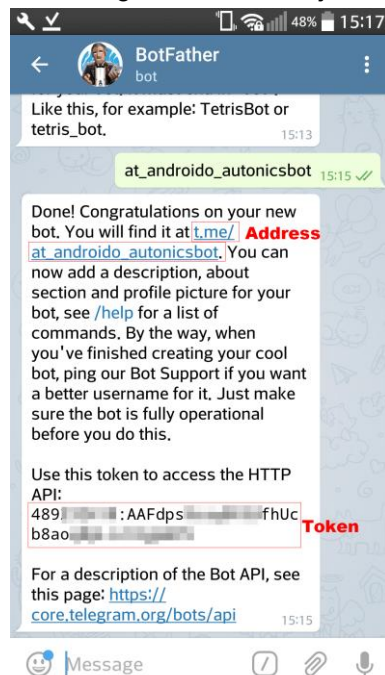 48% 15:17
BotFather
bot
Like this, for example: TetrisBot or
tetris_bot.
15:13
at_androido_autonicsbot 15:15
Done! Congratulations on your new
bot. You will find it at t.me/ Address
at_androido_autonicsbot. You can
now add a description, about
section and profile picture for your
bot, see /help for a list of
commands. By the way, when
you've finished creating your cool
bot, ping our Bot Support if you want
a better username for it. Just make
sure the bot is fully operational
before you do this.
Use this token to access the HTTP
API:
489 :AAFdps fhUc
b8ao Token
For a description of the Bot API, see
this page: https://
core.telegram.org/bots/api 15:15
Message